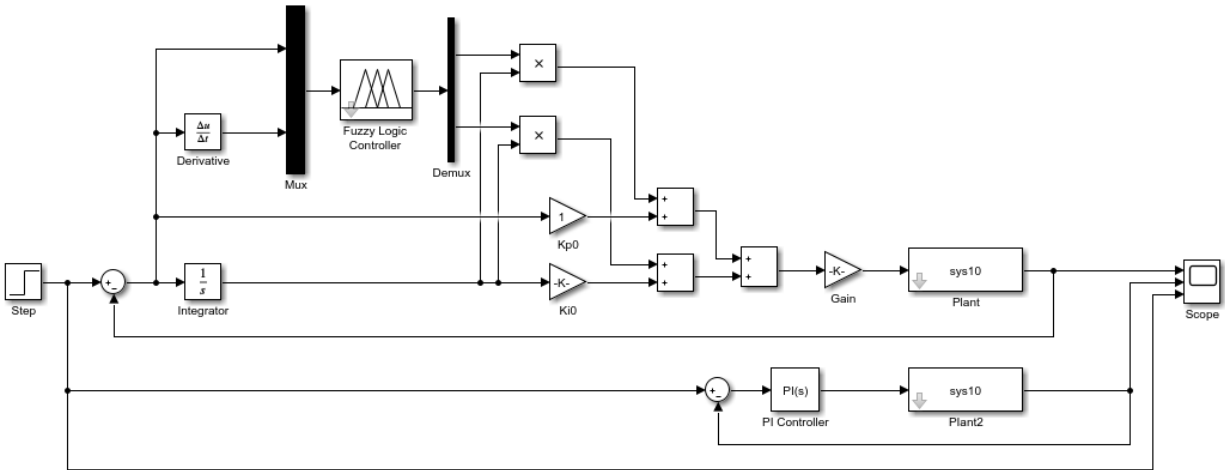 Δu
Δt
Derivative
Mux
Fuzzy Logic
Controller
Demux
×
×
+
+
1
Kp0
Step
+
-
1
s
Integrator
-K-
Ki0
+
+
+
+
-K-
Gain
sys10
Plant
Scope
+
-
PI(s)
PI Controller
sys10
Plant2